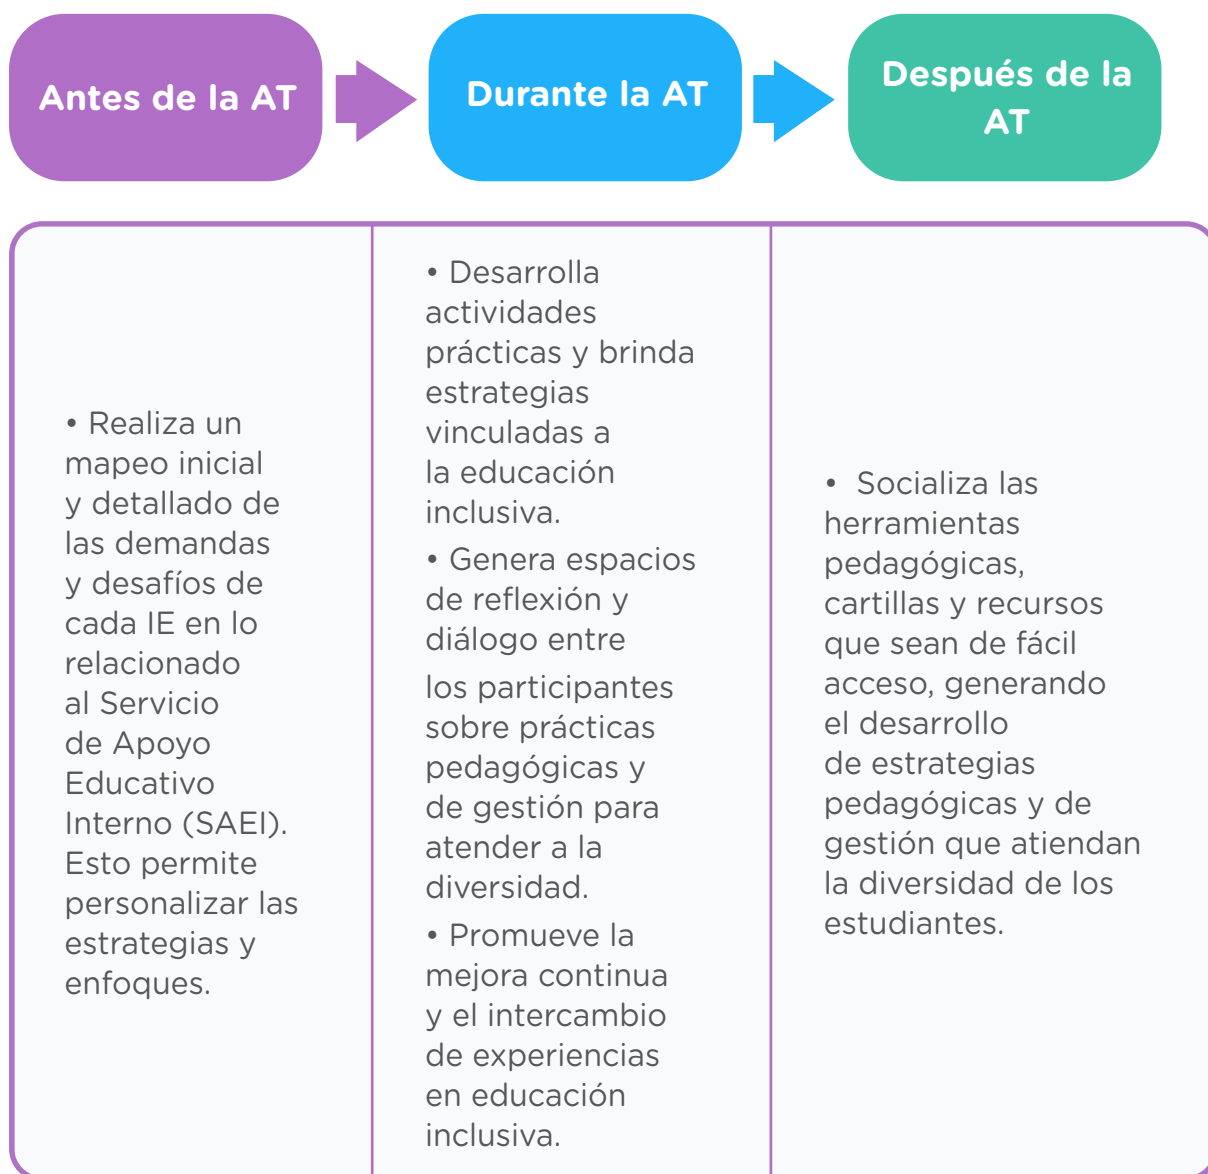 Antes de la AT
Durante la AT
Después de la
AT
• Realiza un
mapeo inicial
y detallado de
las demandas
y desafíos de
cada IE en lo
relacionado
al Servicio
de Apoyo
Educativo
Interno (SAEI).
Esto permite
personalizar las
estrategias y
enfoques.
• Desarrolla
actividades
prácticas y brinda
estrategias
vinculadas a
la educación
inclusiva.
• Genera espacios
de reflexión y
diálogo entre
los participantes
sobre prácticas
pedagógicas y
de gestión para
atender a la
diversidad.
• Promueve la
mejora continua
y el intercambio
de experiencias
en educación
inclusiva.
• Socializa las
herramientas
pedagógicas,
cartillas y recursos
que sean de fácil
acceso, generando
el desarrollo
de estrategias
pedagógicas y de
gestión que atiendan
la diversidad de los
estudiantes.